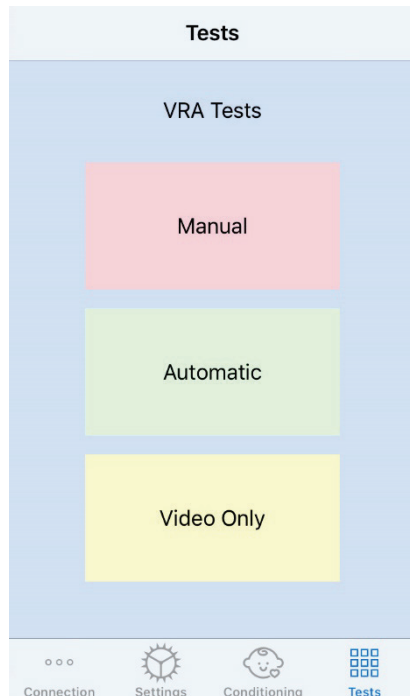 Tests
VRA Tests
Manual
Automatic
Video Only
Connection Settings Conditioning Tests